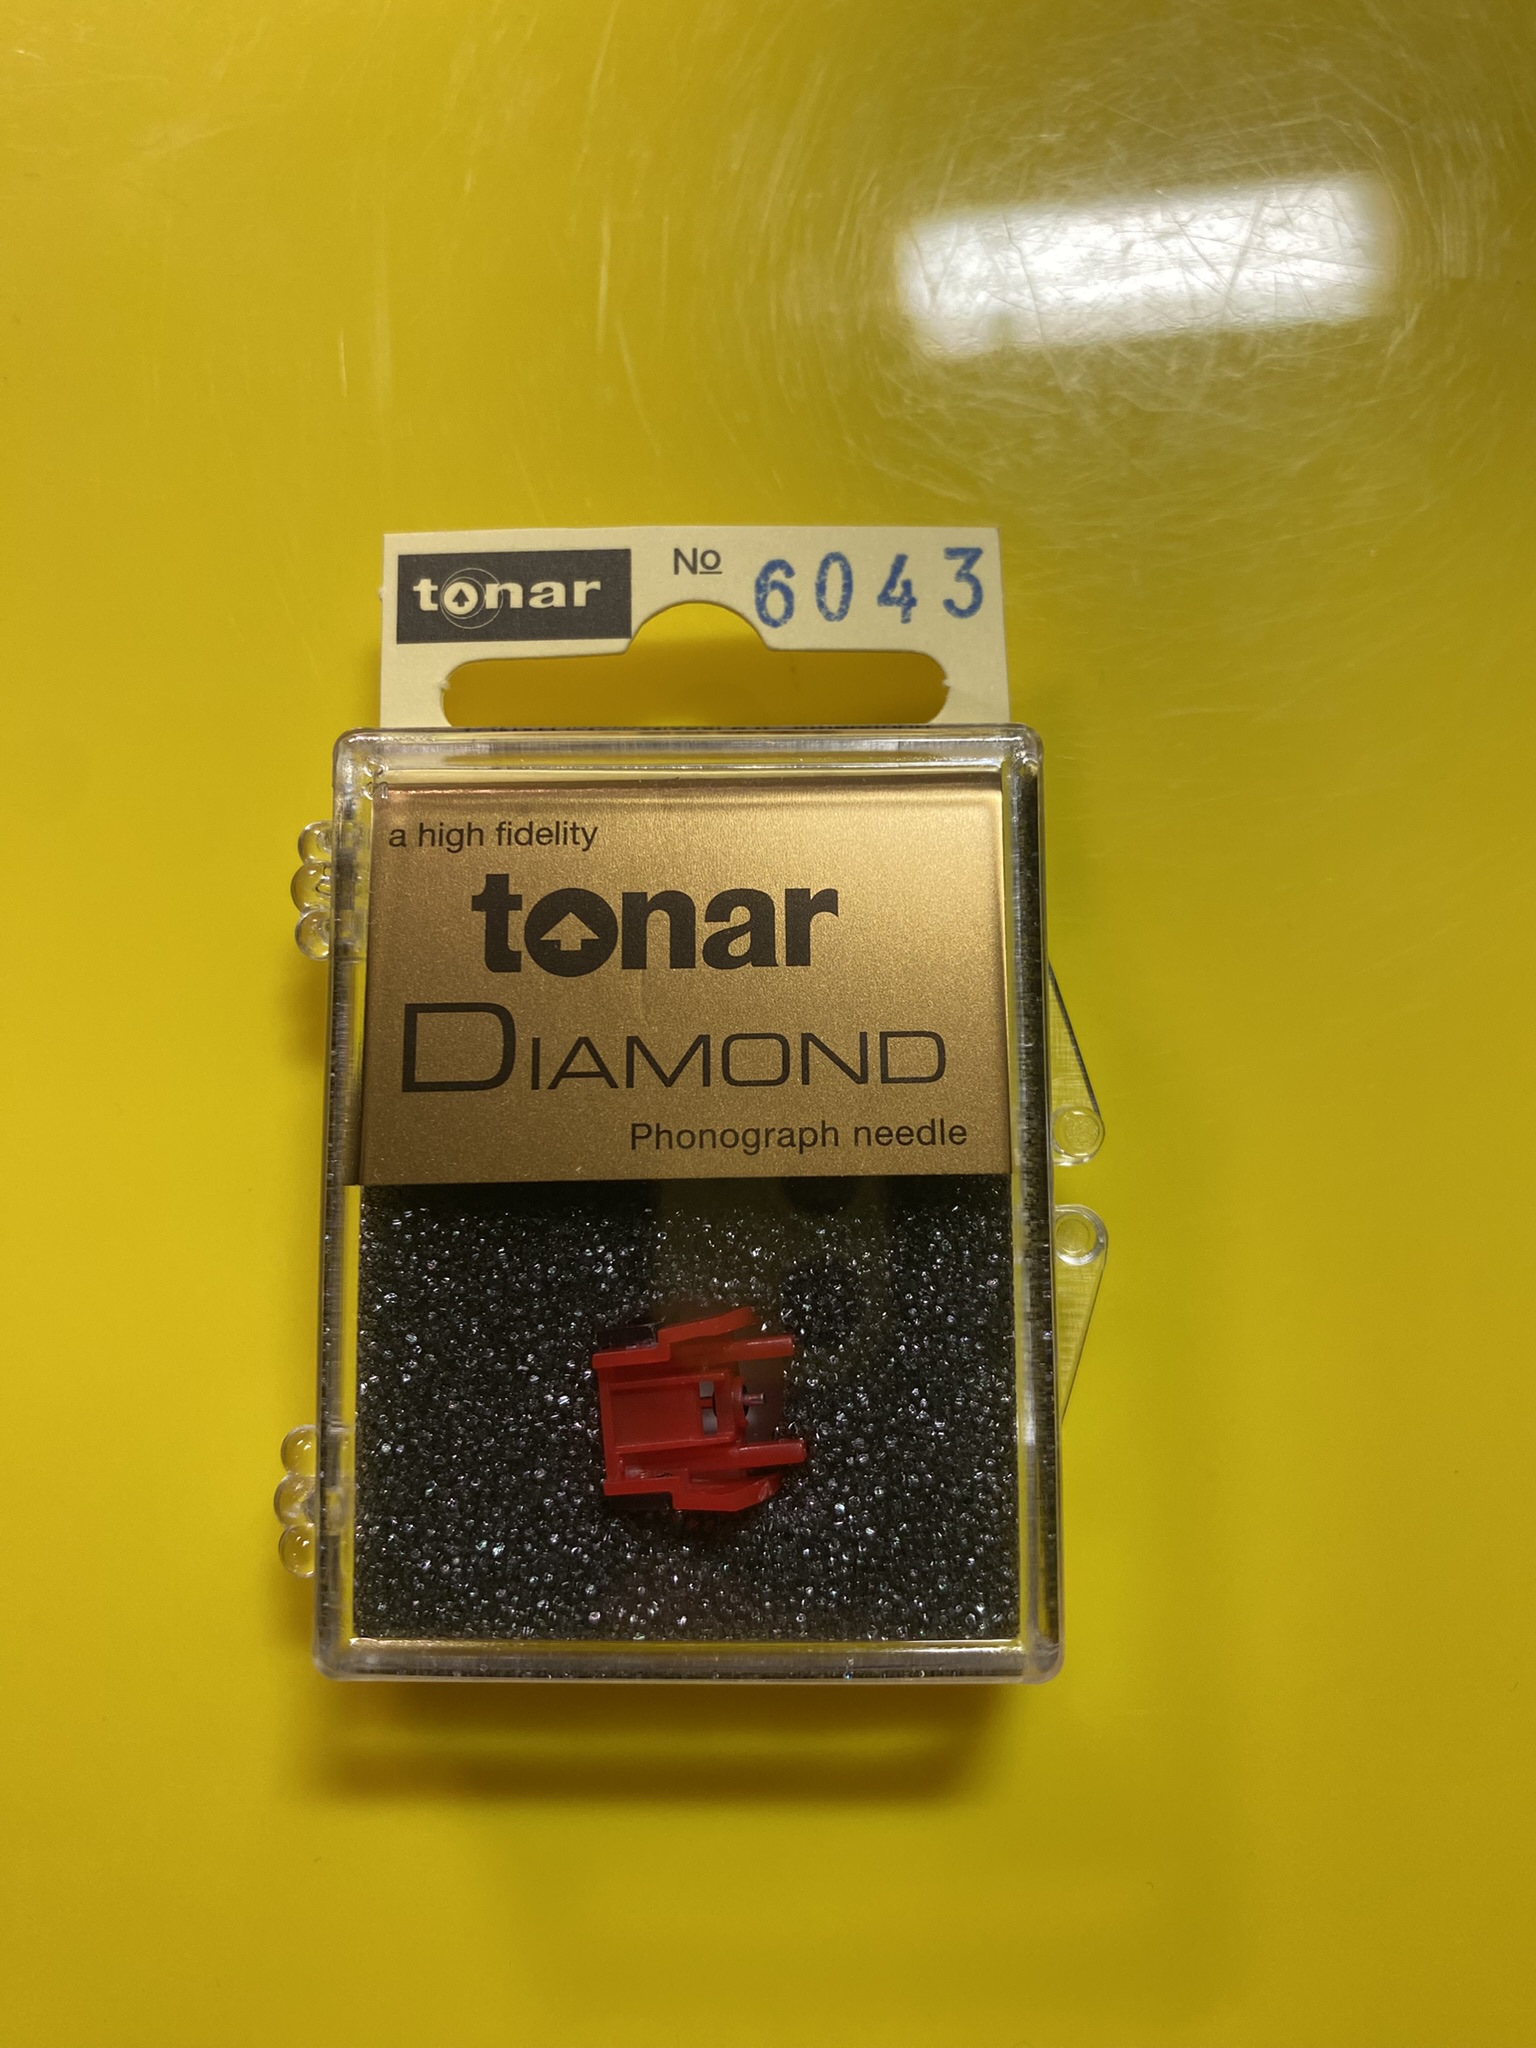 tonar
No 6043
a high fidelity
tonar
DIAMOND
Phonograph needle